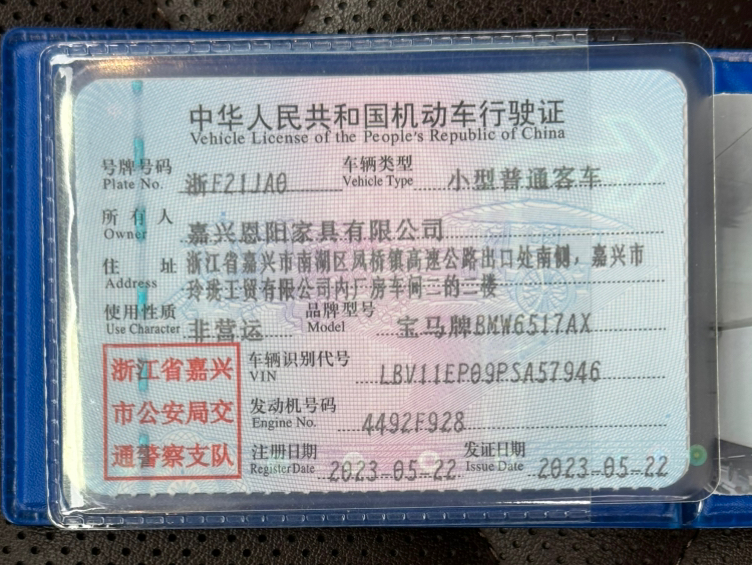 中华人民共和国机动车行驶证
Vehicle License of the People's Republic of China
号牌号码 浙F21JA0 车辆类型 小型普通客车
Plate No. Vehicle Type
所有人 嘉兴恩阳家具有限公司
Owner
住址 浙江省嘉兴市南湖区凤桥镇高速公路出口处南侧，嘉兴市
Address 玲珑工贸有限公司内厂房车间三的二楼
使用性质 非营运 品牌型号 宝马牌BMW6517AX
Use Character Model
浙江省嘉兴
市公安局交
通警察支队
车辆识别代号 LBV11EP09PSA57946
VIN
发动机号码 4492F928
Engine No.
注册日期 2023-05-22 发证日期 2023-05-22
Register Date Issue Date